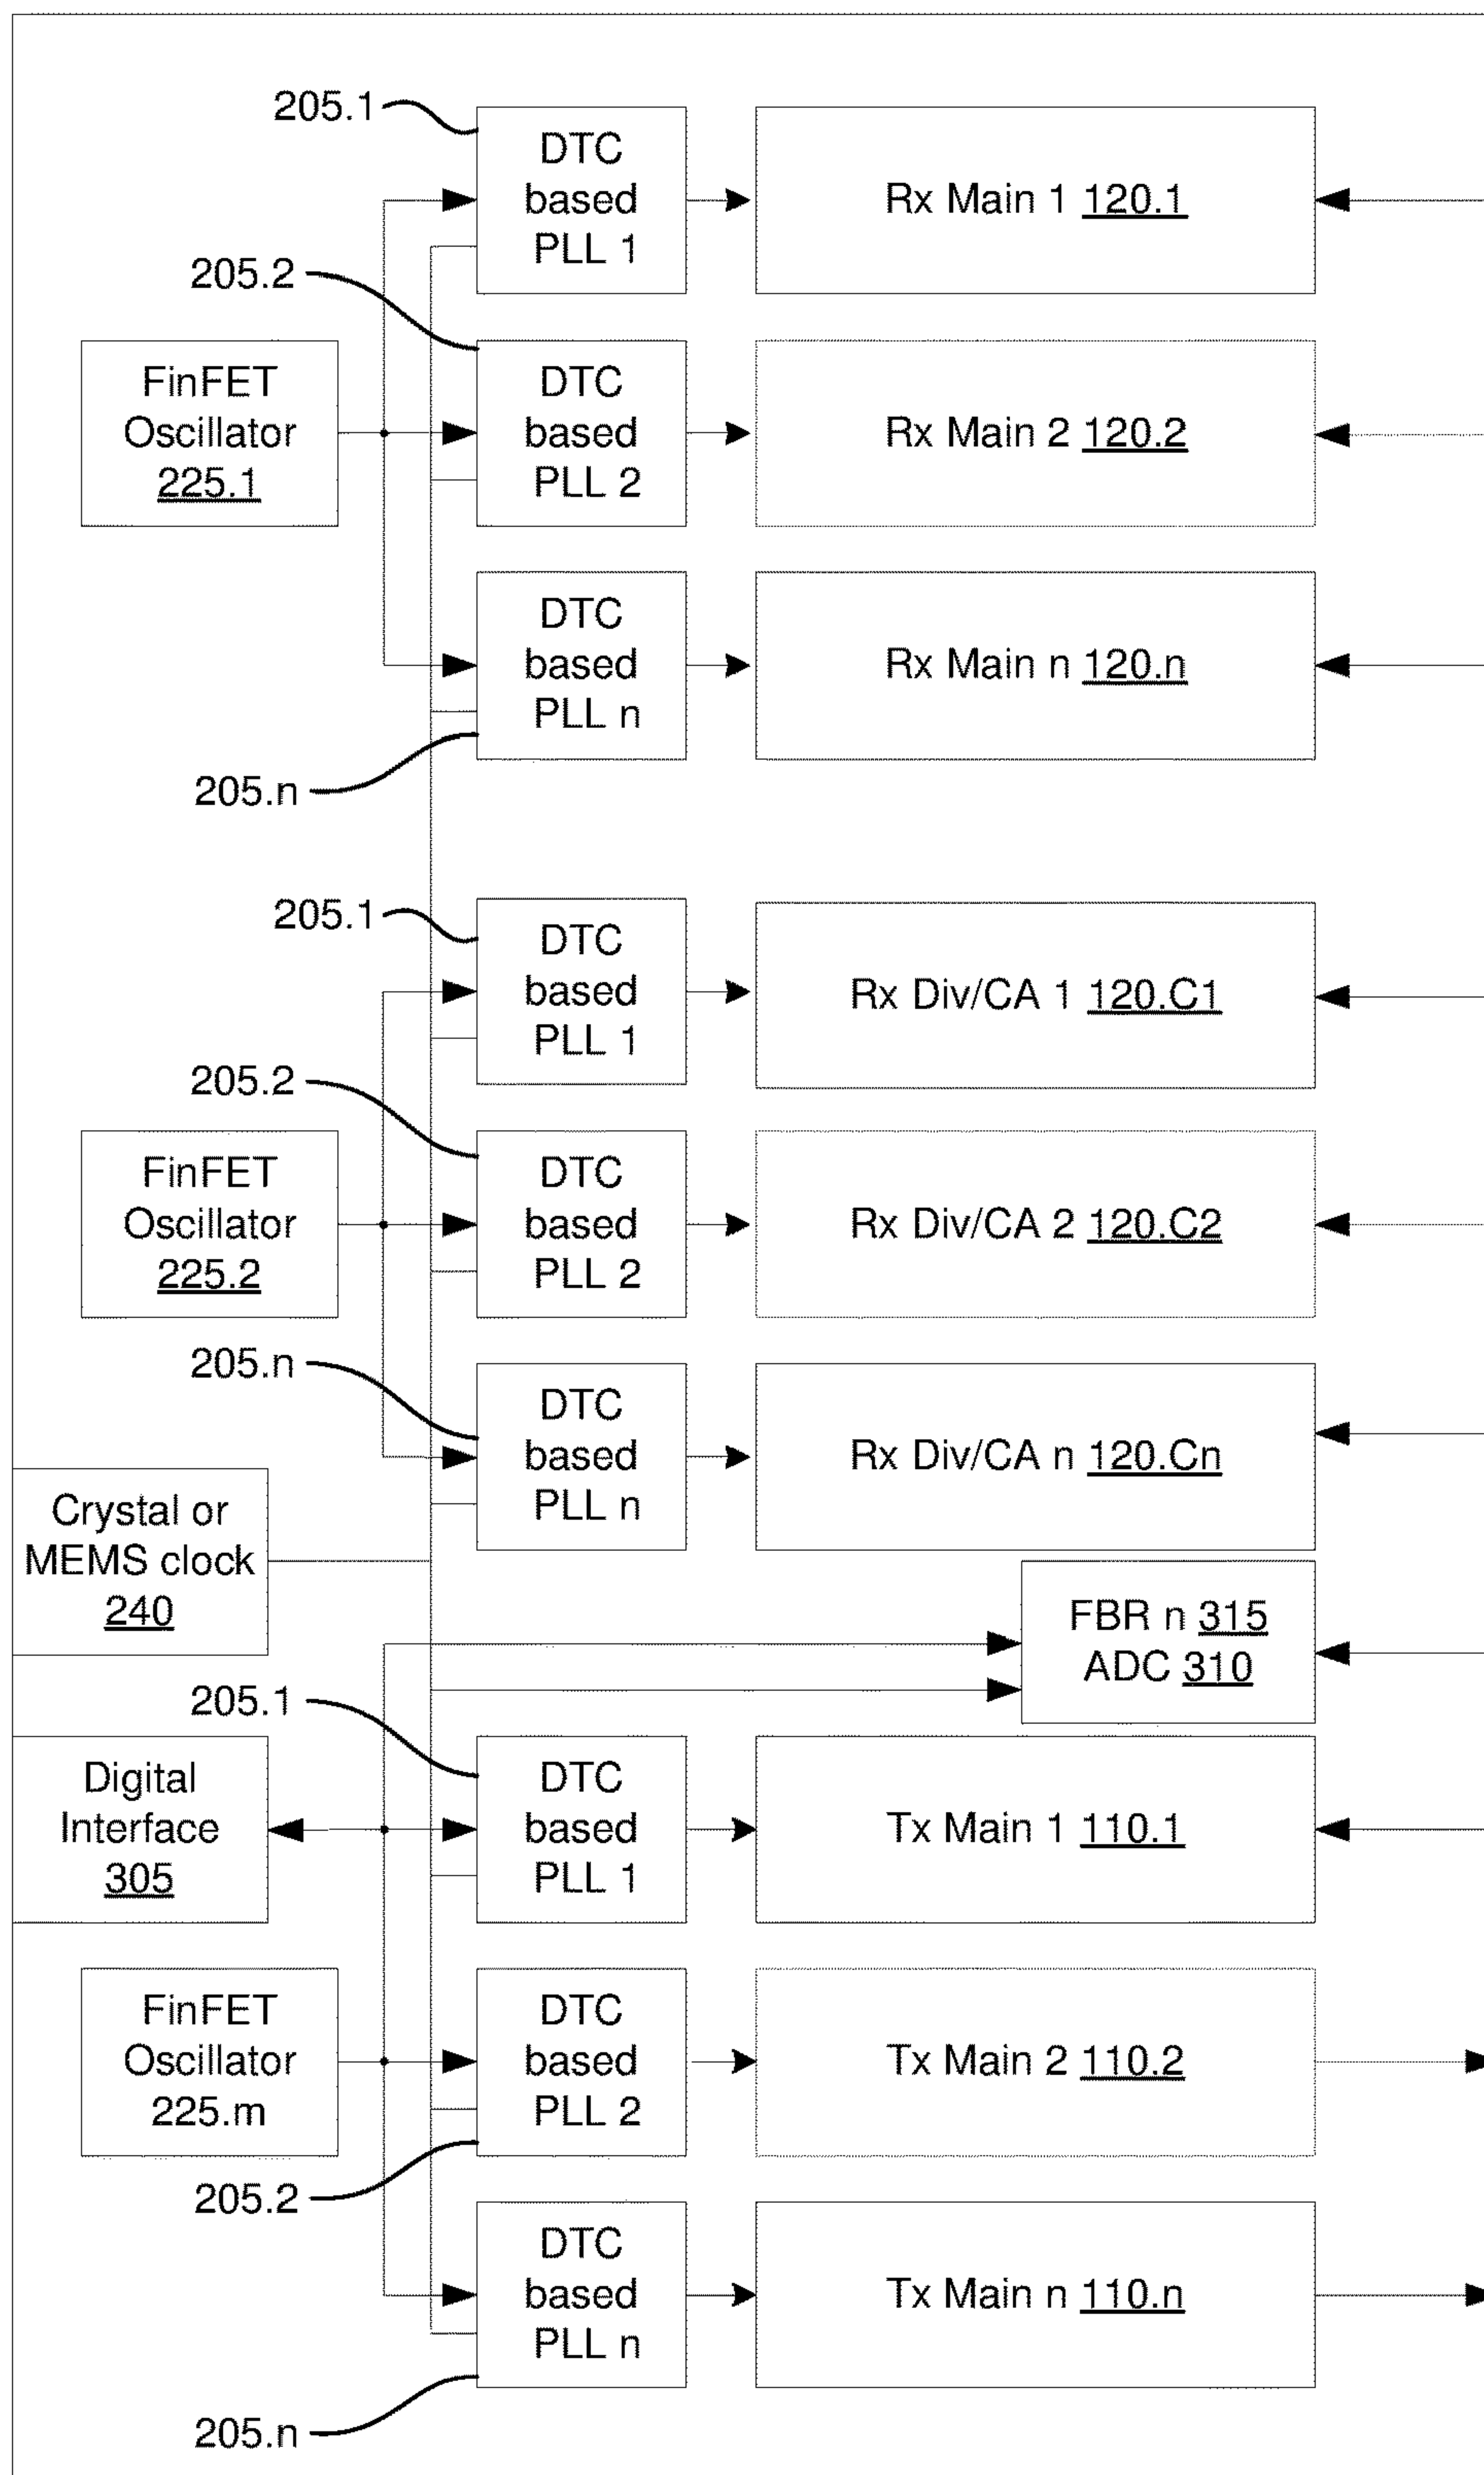 205.1
DTC
based
PLL 1
Rx Main 1 120.1
205.2
FinFET
Oscillator
225.1
DTC
based
PLL 2
Rx Main 2 120.2
DTC
based
PLL n
Rx Main n 120.n
205.n
205.1
DTC
based
PLL 1
Rx Div/CA 1 120.C1
205.2
FinFET
Oscillator
225.2
DTC
based
PLL 2
Rx Div/CA 2 120.C2
205.n
DTC
based
PLL n
Rx Div/CA n 120.Cn
Crystal or
MEMS clock
240
FBR n 315
ADC 310
205.1
Digital
Interface
305
DTC
based
PLL 1
Tx Main 1 110.1
FinFET
Oscillator
225.m
DTC
based
PLL 2
Tx Main 2 110.2
205.2
DTC
based
PLL n
Tx Main n 110.n
205.n